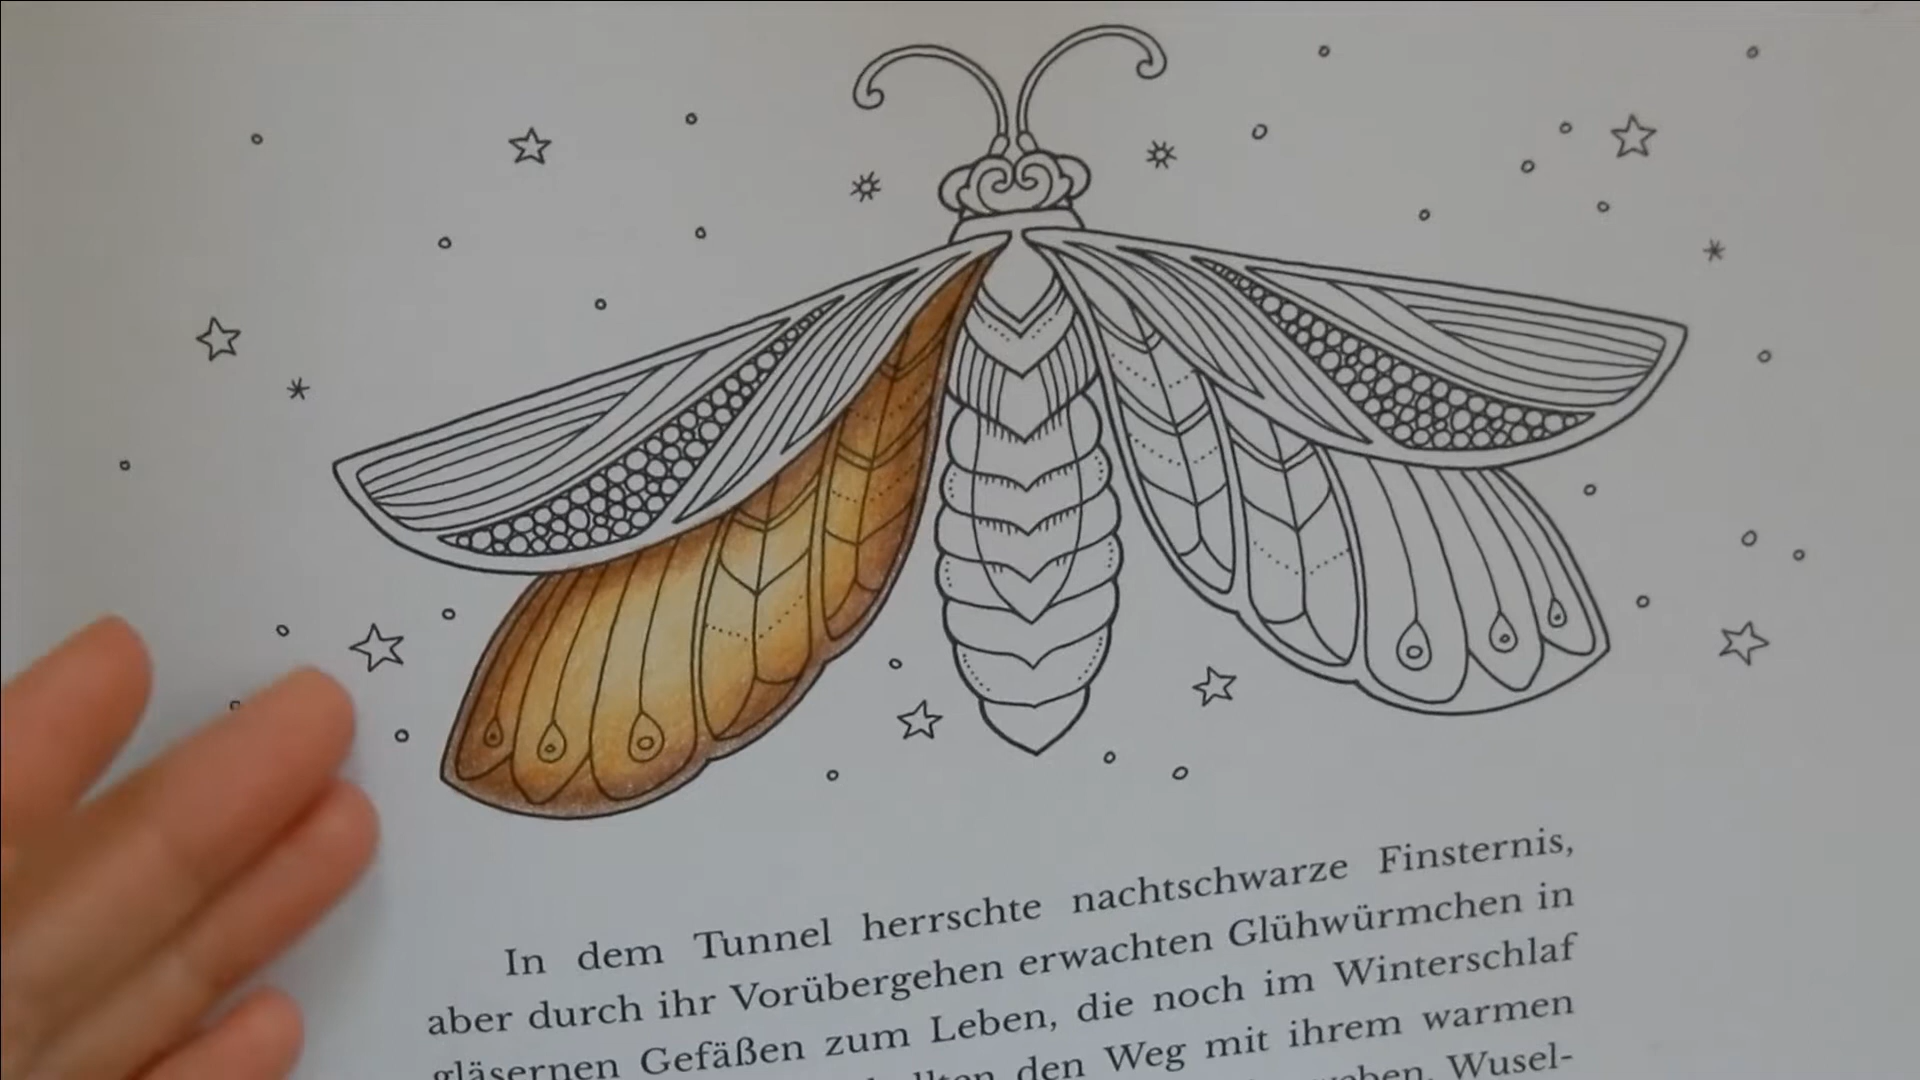 In dem Tunnel herrschte nachtschwarze Finsternis,
aber durch ihr Vorübergehen erwachten Glühwürmchen in
gläsernen Gefäßen zum Leben, die noch im Winterschlaf
den Weg mit ihrem warmen
Wusel-